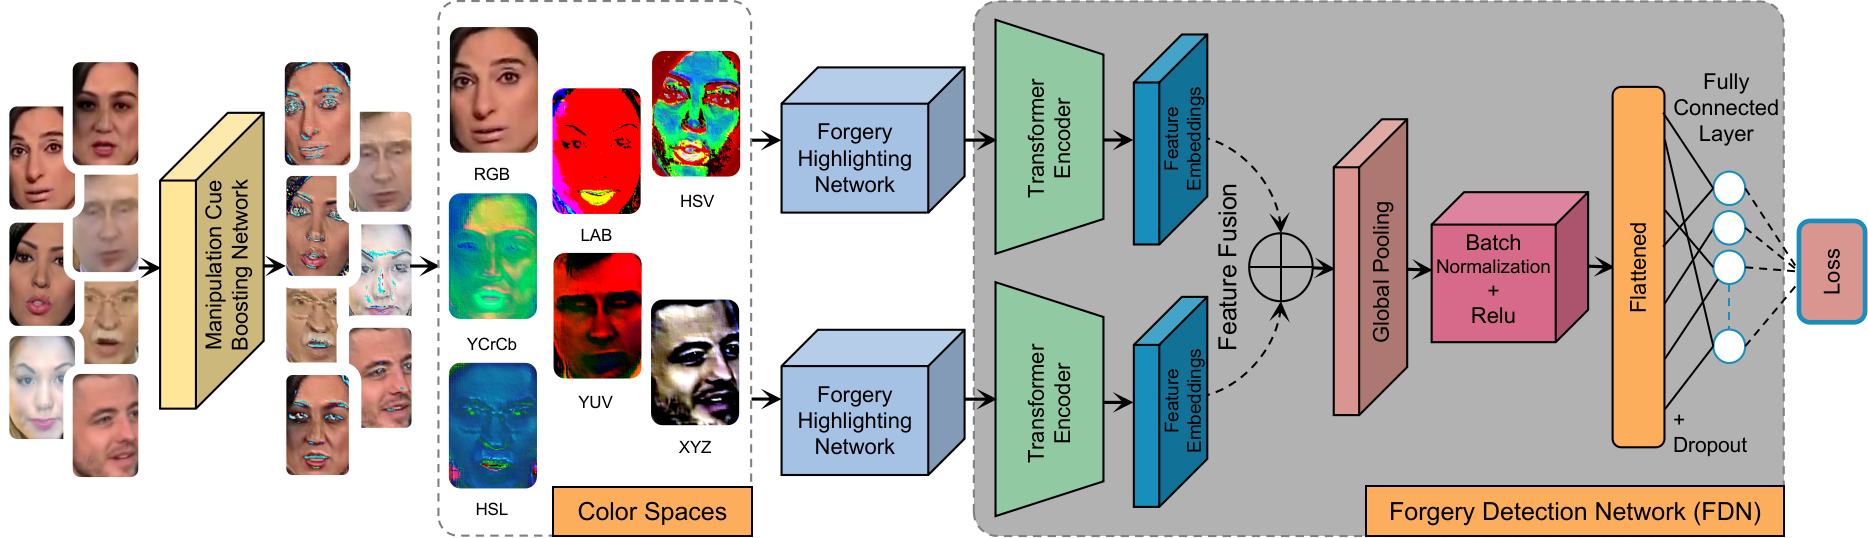 Manipulation Cue
Boosting Network
RGB
LAB
HSV
YCrCb
YUV
XYZ
HSL
Color Spaces
Forgery
Highlighting
Network
Forgery
Highlighting
Network
Transformer
Encoder
Feature
Embeddings
Transformer
Encoder
Feature
Embeddings
Feature Fusion
Global Pooling
Batch
Normalization
+
Relu
Flattened
Fully
Connected
Layer
+
Dropout
Loss
Forgery Detection Network (FDN)